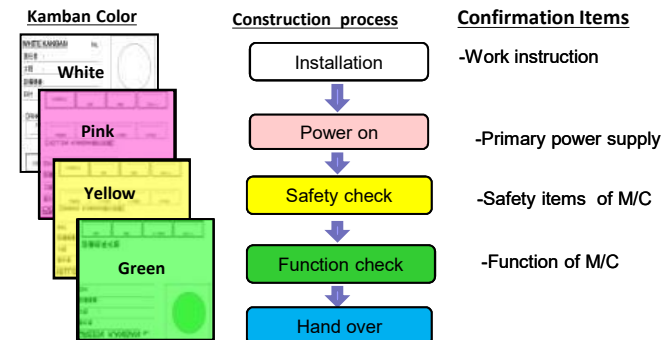 Kamban Color
Construction process
Confirmation Items
WHITE KANBAN
White
Pink
Yellow
Green
Installation
Power on
Safety check
Function check
Hand over
-Work instruction
-Primary power supply
-Safety items of M/C
-Function of M/C